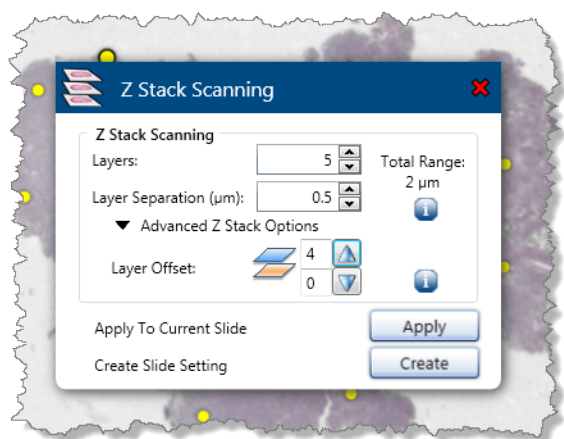 Z Stack Scanning
Z Stack Scanning
Layers: 5 Total Range:
2 µm
Layer Separation (µm): 0.5
Advanced Z Stack Options
Layer Offset: 4
0
Apply To Current Slide Apply
Create Slide Setting Create